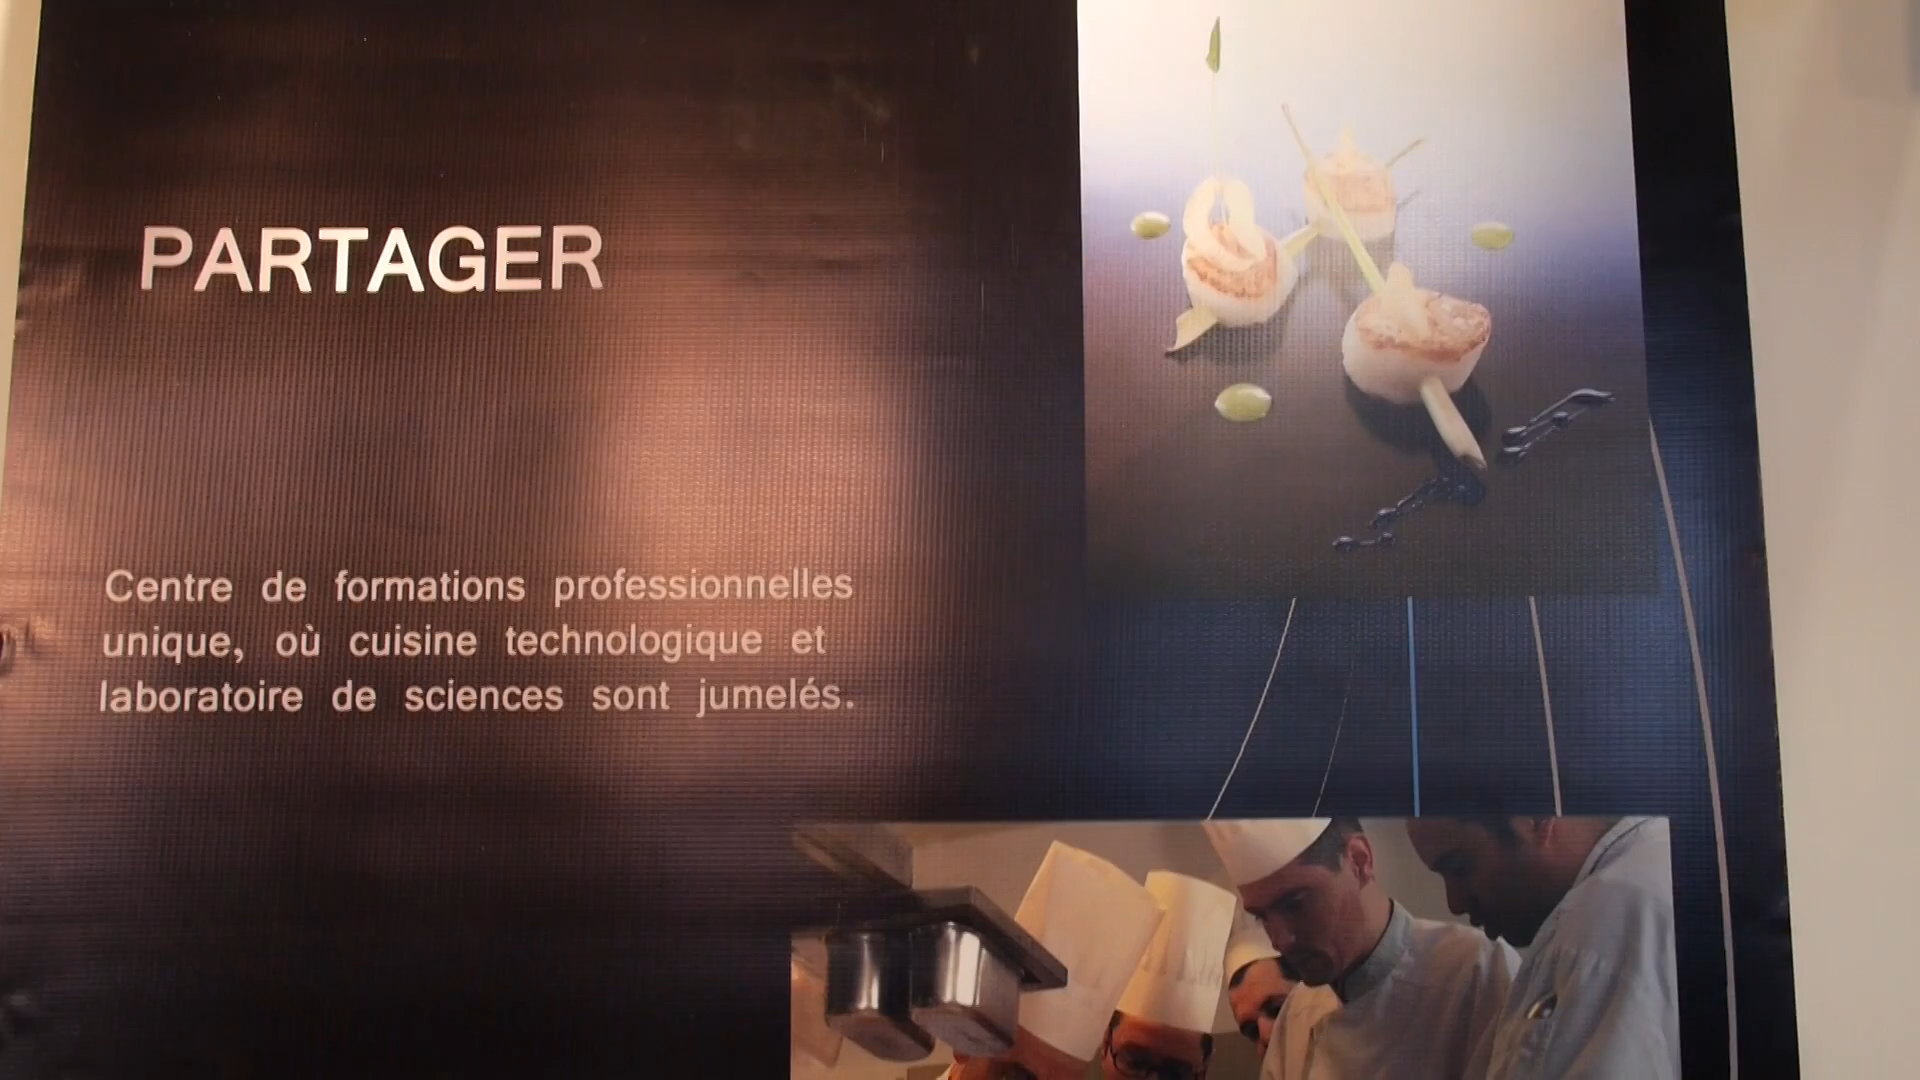 PARTAGER
Centre de formations professionnelles
unique, où cuisine technologique et
laboratoire de sciences sont jumelés.